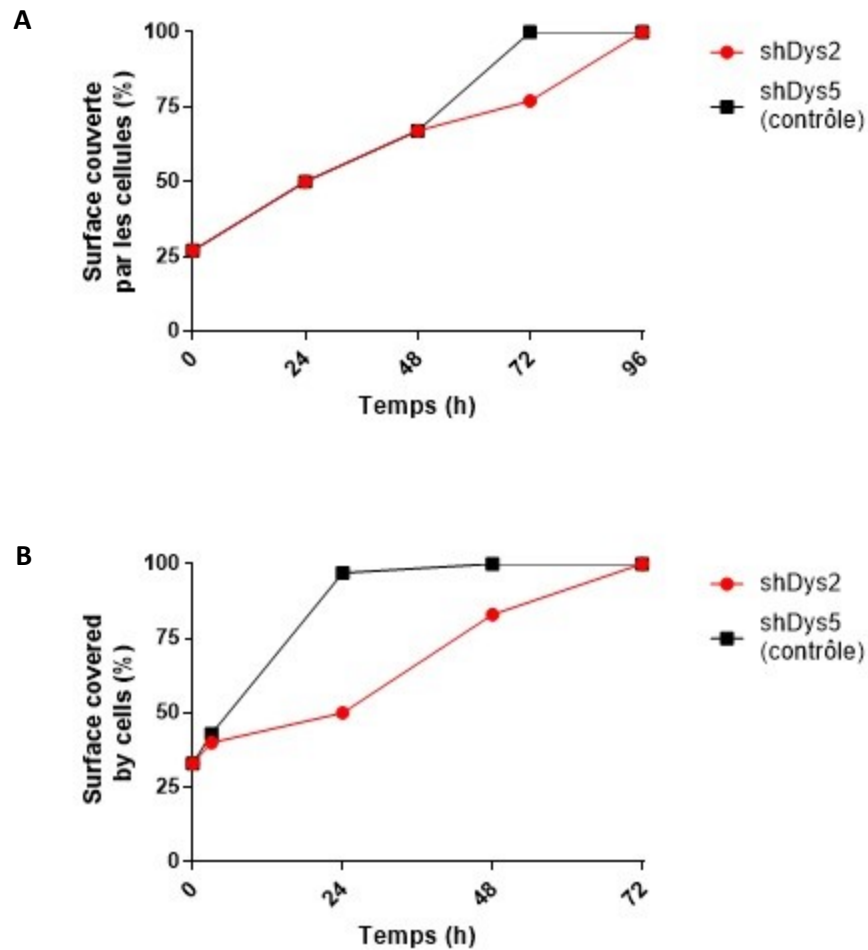 A
100
75
50
25
0
Surface couverte
par les cellules (%)
0
24
48
72
96
Temps (h)
shDys2
shDys5
(contrôle)
B
100
75
50
25
0
Surface covered
by cells (%)
0
24
48
72
Temps (h)
shDys2
shDys5
(contrôle)